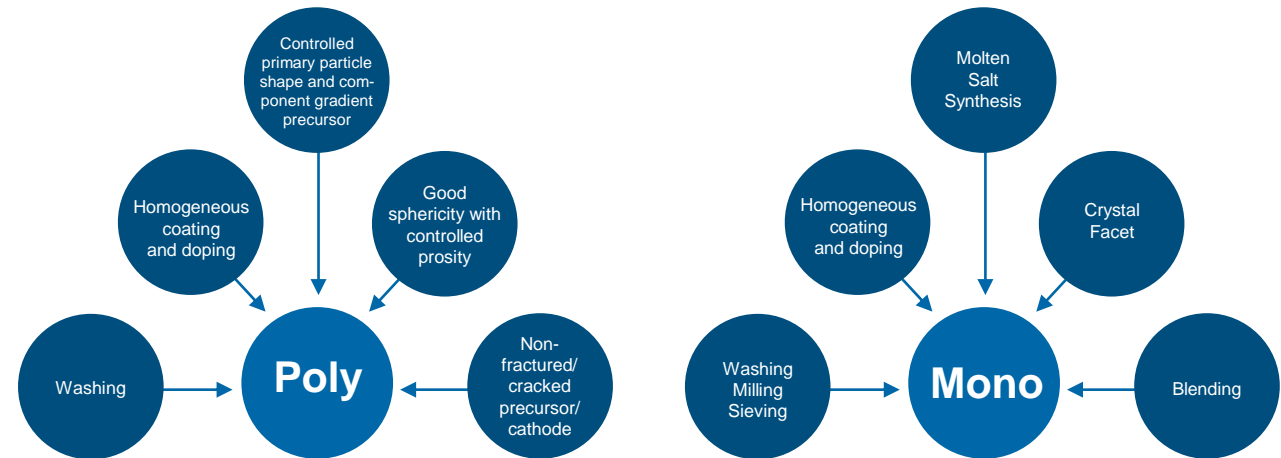 Controlled
primary particle
shape and com-
ponent gradient
precursor
Homogeneous
coating
and doping
Good
sphericity with
controlled
prosity
Washing
Poly
Non-
fractured/
cracked
precursor/
cathode
Molten
Salt
Synthesis
Homogeneous
coating
and doping
Crystal
Facet
Washing
Milling
Sieving
Mono
Blending